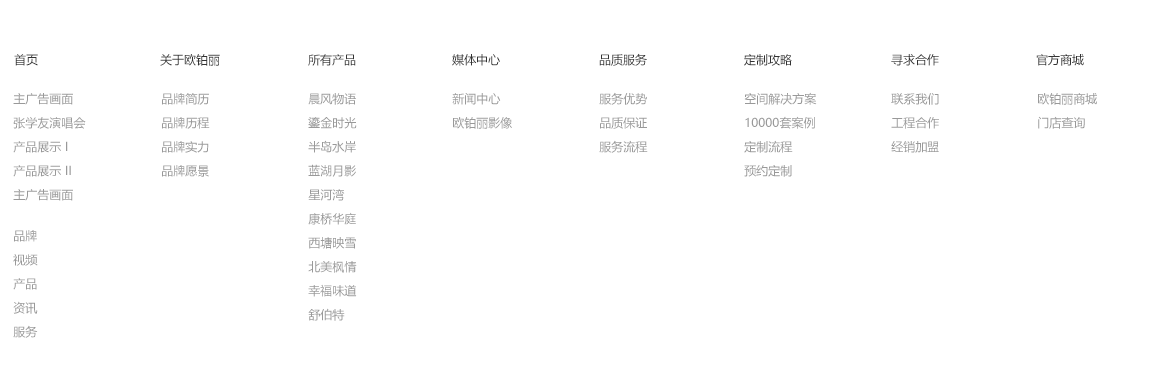 首页
主广告画面
张学友演唱会
产品展示 I
产品展示 II
主广告画面
品牌
视频
产品
资讯
服务
关于欧铂丽
品牌简历
品牌历程
品牌实力
品牌愿景
所有产品
晨风物语
鎏金时光
半岛水岸
蓝湖月影
星河湾
康桥华庭
西塘映雪
北美枫情
幸福味道
舒伯特
媒体中心
新闻中心
欧铂丽影像
品质服务
服务优势
品质保证
服务流程
定制攻略
空间解决方案
10000套案例
定制流程
预约定制
寻求合作
联系我们
工程合作
经销加盟
官方商城
欧铂丽商城
门店查询